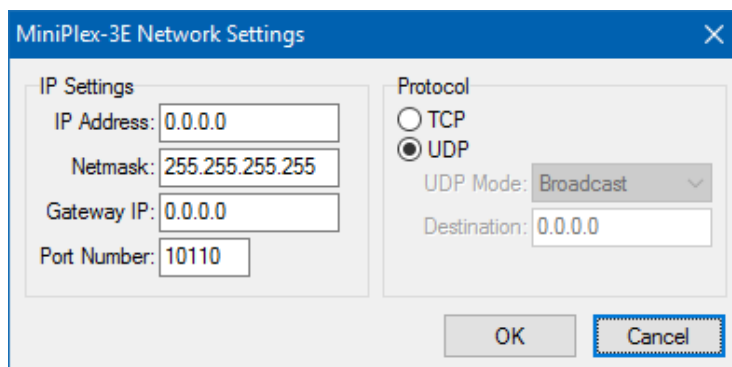 MiniPlex-3E Network Settings
IP Settings
IP Address: 0.0.0.0
Netmask: 255.255.255.255
Gateway IP: 0.0.0.0
Port Number: 10110
Protocol
TCP
UDP
UDP Mode: Broadcast
Destination: 0.0.0.0
OK
Cancel